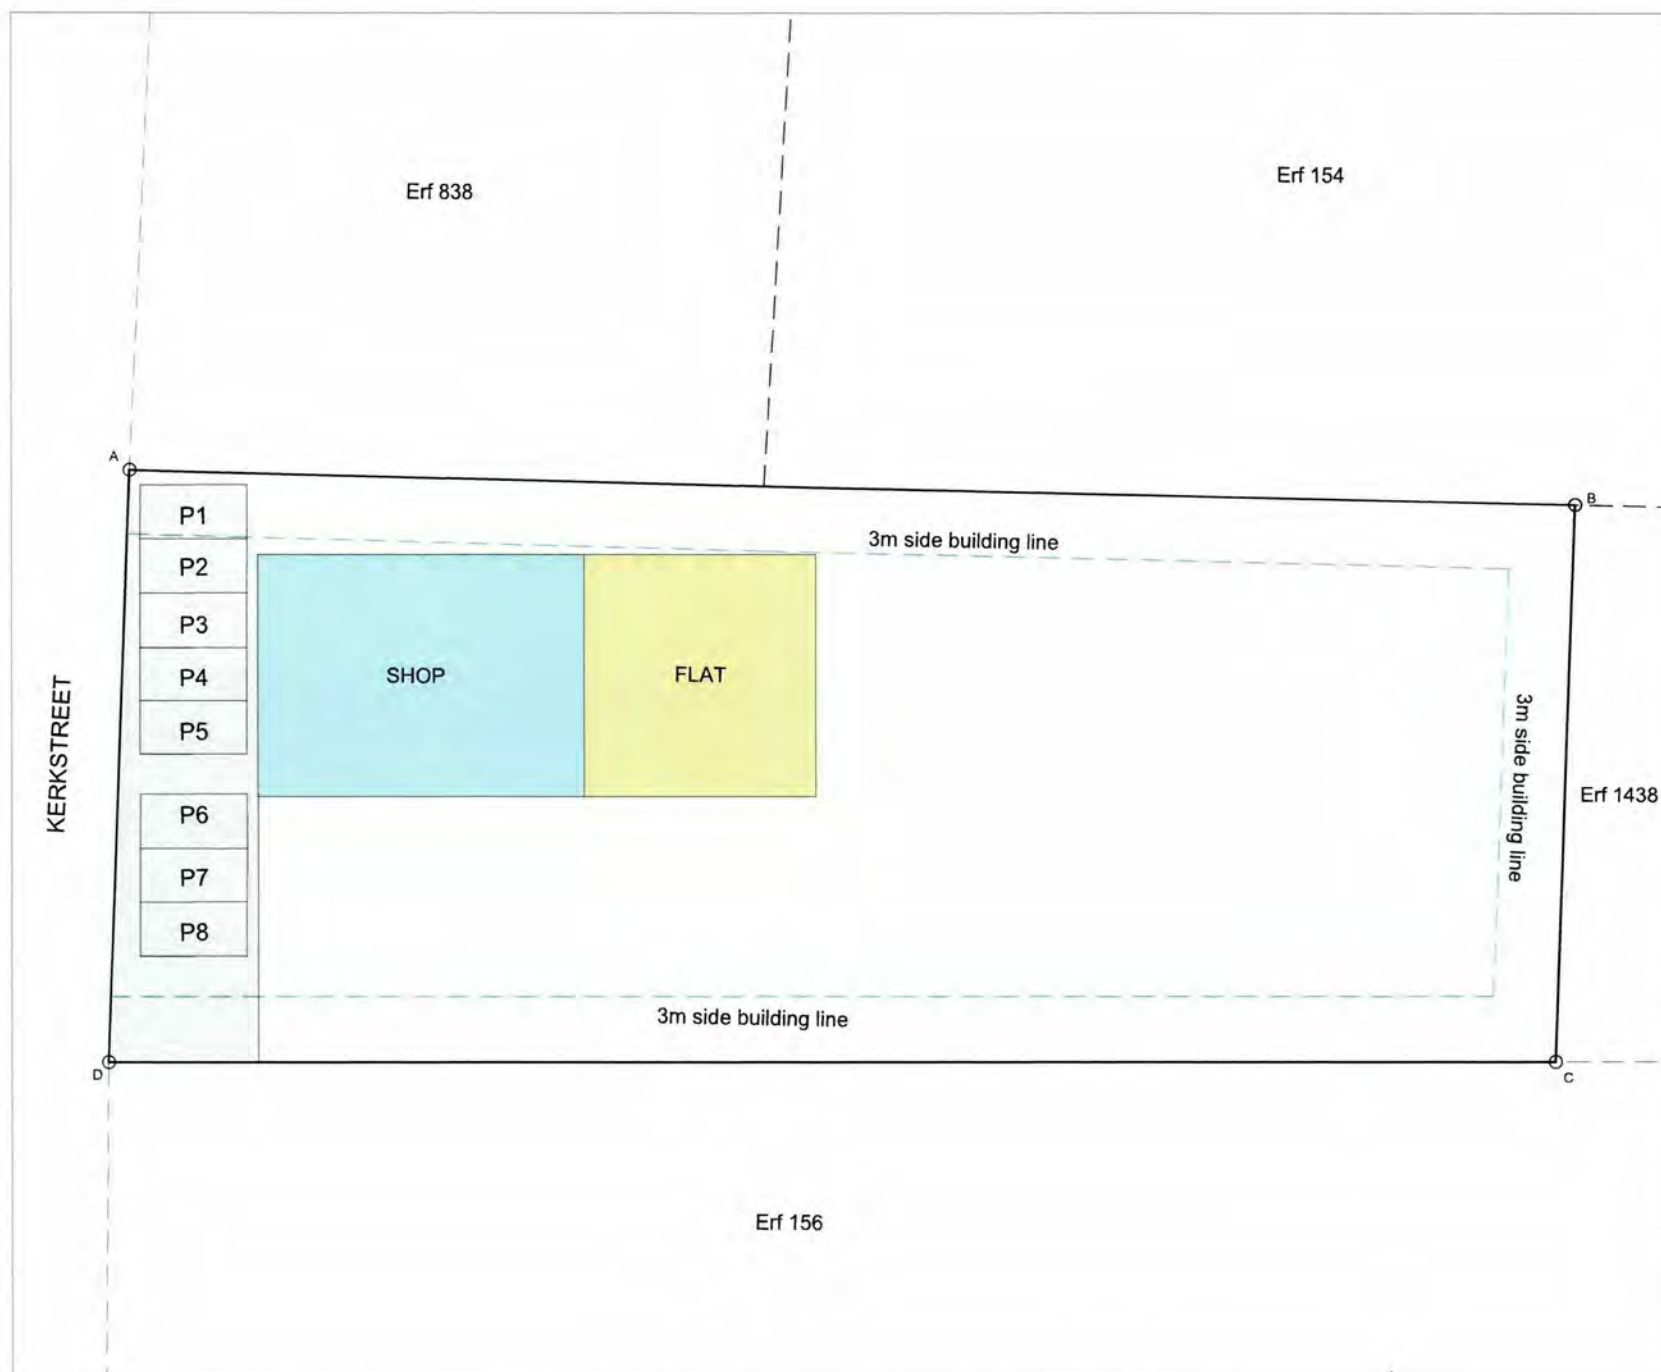 Erf 838
Erf 154
A
B
P1
3m side building line
P2
P3
SHOP
FLAT
P4
P5
KERKSTREET
3m side building line
Erf 1438
P6
P7
P8
3m side building line
D
C
Erf 156